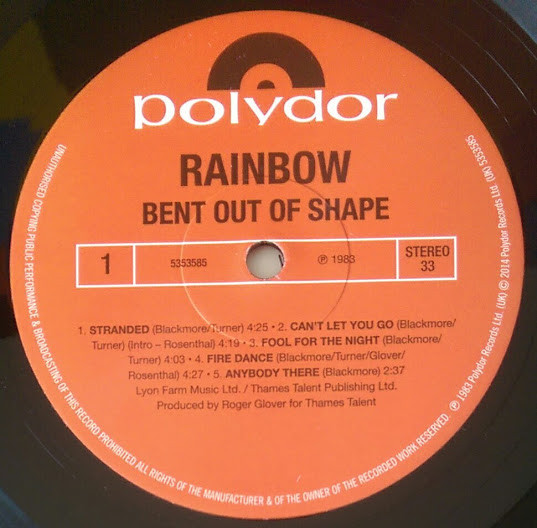 polydor
RAINBOW
BENT OUT OF SHAPE
1
5353585
℗ 1983
STEREO
33
1. STRANDED (Blackmore/Turner) 4:25 • 2. CAN'T LET YOU GO (Blackmore/
Turner) (Intro – Rosenthal) 4:19 • 3. FOOL FOR THE NIGHT (Blackmore/
Turner) 4:03 • 4. FIRE DANCE (Blackmore/Turner/Glover/
Rosenthal) 4:27 • 5. ANYBODY THERE (Blackmore) 2:37
Lyon Farm Music Ltd. / Thames Talent Publishing Ltd.
Produced by Roger Glover for Thames Talent
UNAUTHORISED COPYING PUBLIC PERFORMANCE & BROADCASTING OF THIS RECORD PROHIBITED ALL RIGHTS OF THE MANUFACTURER & OF THE OWNER OF THE RECORDED WORK RESERVED. ℗ 1983 Polydor Records Ltd. (UK) © 2014 Polydor Records Ltd. (UK) 5353585